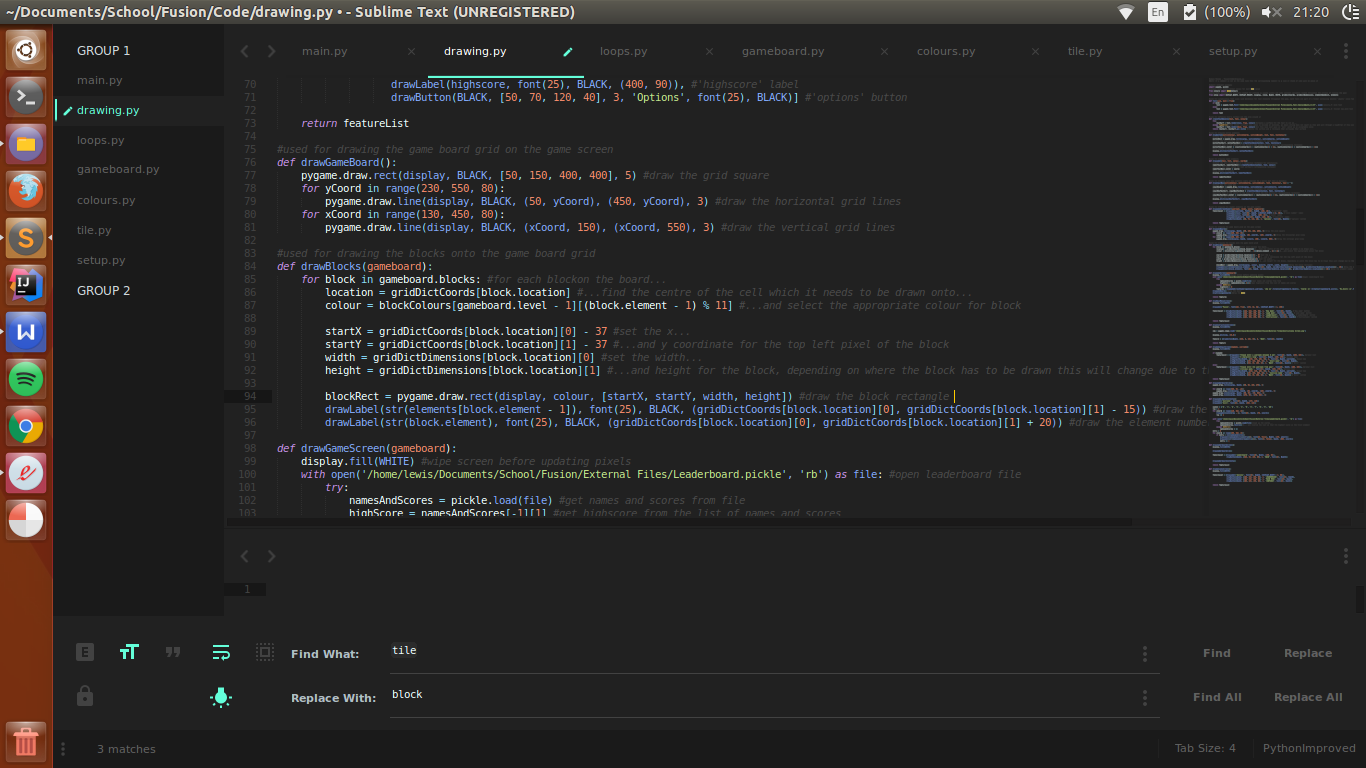 ~/Documents/School/Fusion/Code/drawing.py • - Sublime Text (UNREGISTERED)
En (100%) 21:20
GROUP 1
main.py
drawing.py
loops.py
gameboard.py
colours.py
tile.py
setup.py
GROUP 2
main.py × drawing.py loops.py × gameboard.py × colours.py × tile.py × setup.py ×
70 drawLabel(highscore, font(25), BLACK, (400, 90)), #'highscore' label
71 drawButton(BLACK, [50, 70, 120, 40], 3, 'Options', font(25), BLACK)] #'options' button
72
73 return featureList
74
75 #used for drawing the game board grid on the game screen
76 def drawGameBoard():
77 pygame.draw.rect(display, BLACK, [50, 150, 400, 400], 5) #draw the grid square
78 for yCoord in range(230, 550, 80):
79 pygame.draw.line(display, BLACK, (50, yCoord), (450, yCoord), 3) #draw the horizontal grid lines
80 for xCoord in range(130, 450, 80):
81 pygame.draw.line(display, BLACK, (xCoord, 150), (xCoord, 550), 3) #draw the vertical grid lines
82
83 #used for drawing the blocks onto the game board grid
84 def drawBlocks(gameboard):
85 for block in gameboard.blocks: #for each blockon the board...
86 location = gridDictCoords[block.location] #...find the centre of the cell which it needs to be drawn onto...
87 colour = blockColours[gameboard.level - 1][(block.element - 1) % 11] #...and select the appropriate colour for block
88
89 startX = gridDictCoords[block.location][0] - 37 #set the x...
90 startY = gridDictCoords[block.location][1] - 37 #...and y coordinate for the top left pixel of the block
91 width = gridDictDimensions[block.location][0] #set the width...
92 height = gridDictDimensions[block.location][1] #...and height for the block, depending on where the block has to be drawn this will change due to t
93
94 blockRect = pygame.draw.rect(display, colour, [startX, startY, width, height]) #draw the block rectangle
95 drawLabel(str(elements[block.element - 1]), font(25), BLACK, (gridDictCoords[block.location][0], gridDictCoords[block.location][1] - 15)) #draw the
96 drawLabel(str(block.element), font(25), BLACK, (gridDictCoords[block.location][0], gridDictCoords[block.location][1] + 20)) #draw the element numbe
97
98 def drawGameScreen(gameboard):
99 display.fill(WHITE) #wipe screen before updating pixels
100 with open('/home/lewis/Documents/School/Fusion/External Files/Leaderboard.pickle', 'rb') as file: #open leaderboard file
101 try:
102 namesAndScores = pickle.load(file) #get names and scores from file
103 highScore = namesAndScores[-1][1] #get highscore from the list of names and scores
1
Find What: tile Find Replace
Replace With: block Find All Replace All
3 matches Tab Size: 4 PythonImproved